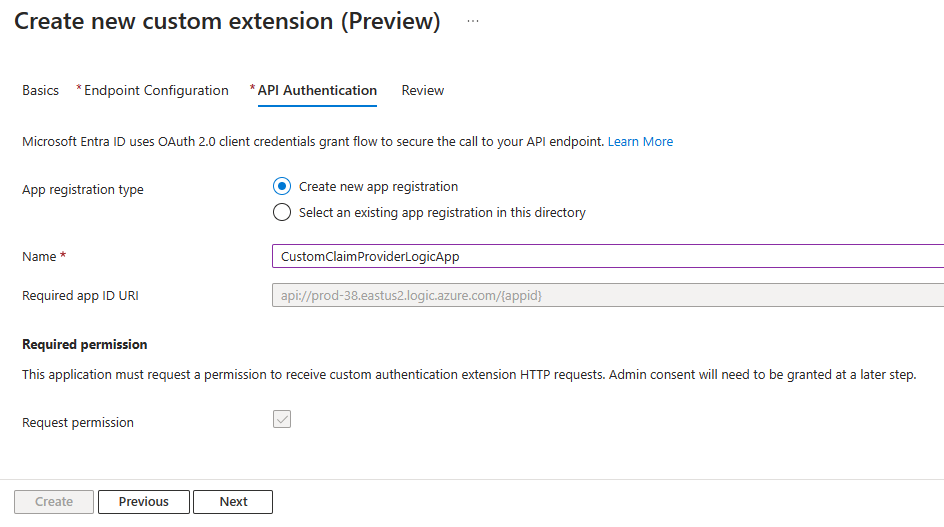 Create new custom extension (Preview) ...
Basics * Endpoint Configuration * API Authentication Review
Microsoft Entra ID uses OAuth 2.0 client credentials grant flow to secure the call to your API endpoint. Learn More
App registration type
Create new app registration
Select an existing app registration in this directory
Name * CustomClaimProviderLogicApp
Required app ID URI api://prod-38.eastus2.logic.azure.com/{appid}
Required permission
This application must request a permission to receive custom authentication extension HTTP requests. Admin consent will need to be granted at a later step.
Request permission
Create Previous Next